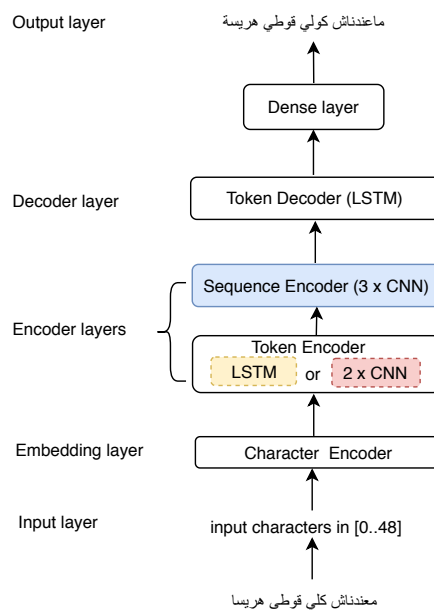 Output layer
ماعندناش كولي قوطي هريسة
Dense layer
Decoder layer
Token Decoder (LSTM)
Sequence Encoder (3 x CNN)
Encoder layers
Token Encoder
LSTM or 2 x CNN
Embedding layer
Character Encoder
Input layer
input characters in [0..48]
معندناش كلي قوطي هريسا